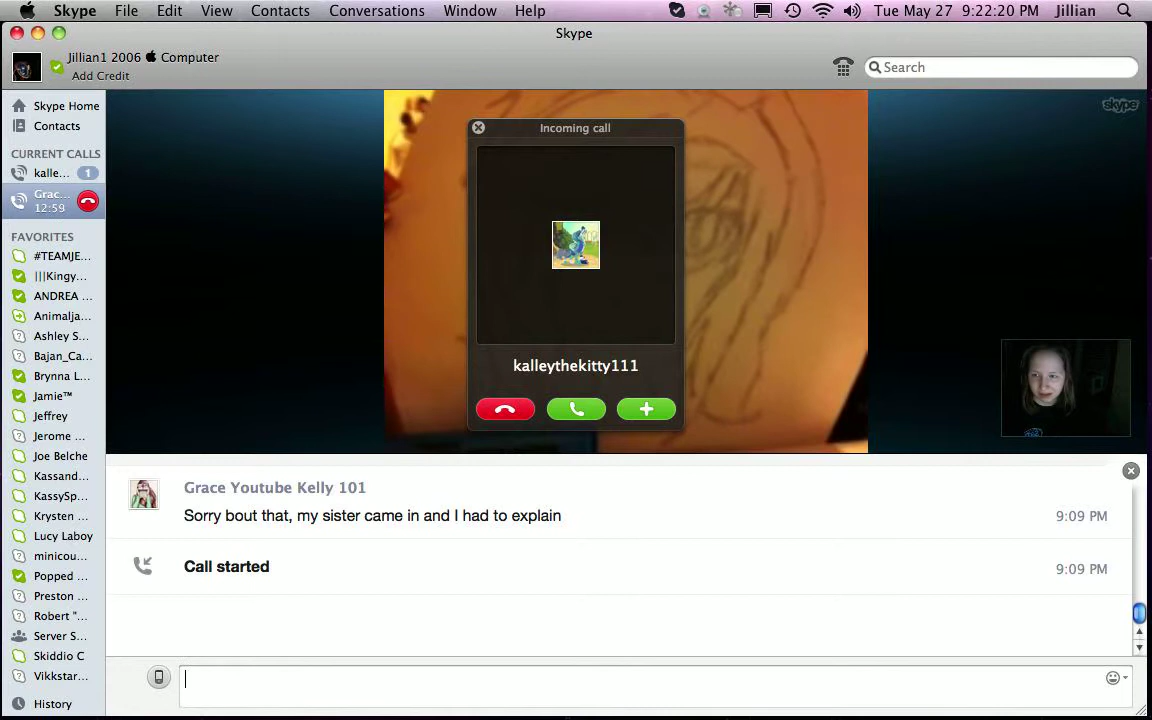 Skype File Edit View Contacts Conversations Window Help Tue May 27 9:22:20 PM Jillian
Skype
Jillian1 2006 Computer
Add Credit
Search
Skype Home
Contacts
CURRENT CALLS
kalle... 1
Grac...
12:59
FAVORITES
#TEAMJE...
|||Kingy...
ANDREA ...
Animalja...
Ashley S...
Bajan_Ca...
Brynna L...
Jamie™
Jeffrey
Jerome ...
Joe Belche
Kassand...
KassySp...
Krysten ...
Lucy Laboy
minicou...
Popped ...
Preston ...
Robert "...
Server S...
Skiddio C
Vikkstar...
History
skype
Incoming call
kalleythekitty111
Grace Youtube Kelly 101
Sorry bout that, my sister came in and I had to explain 9:09 PM
Call started 9:09 PM